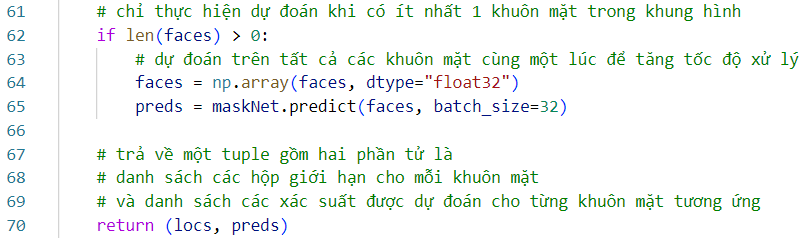 61 # chỉ thực hiện dự đoán khi có ít nhất 1 khuôn mặt trong khung hình
62 if len(faces) > 0:
63 # dự đoán trên tất cả các khuôn mặt cùng một lúc để tăng tốc độ xử lý
64 faces = np.array(faces, dtype="float32")
65 preds = maskNet.predict(faces, batch_size=32)
66
67 # trả về một tuple gồm hai phần tử là
68 # danh sách các hộp giới hạn cho mỗi khuôn mặt
69 # và danh sách các xác suất được dự đoán cho từng khuôn mặt tương ứng
70 return (locs, preds)